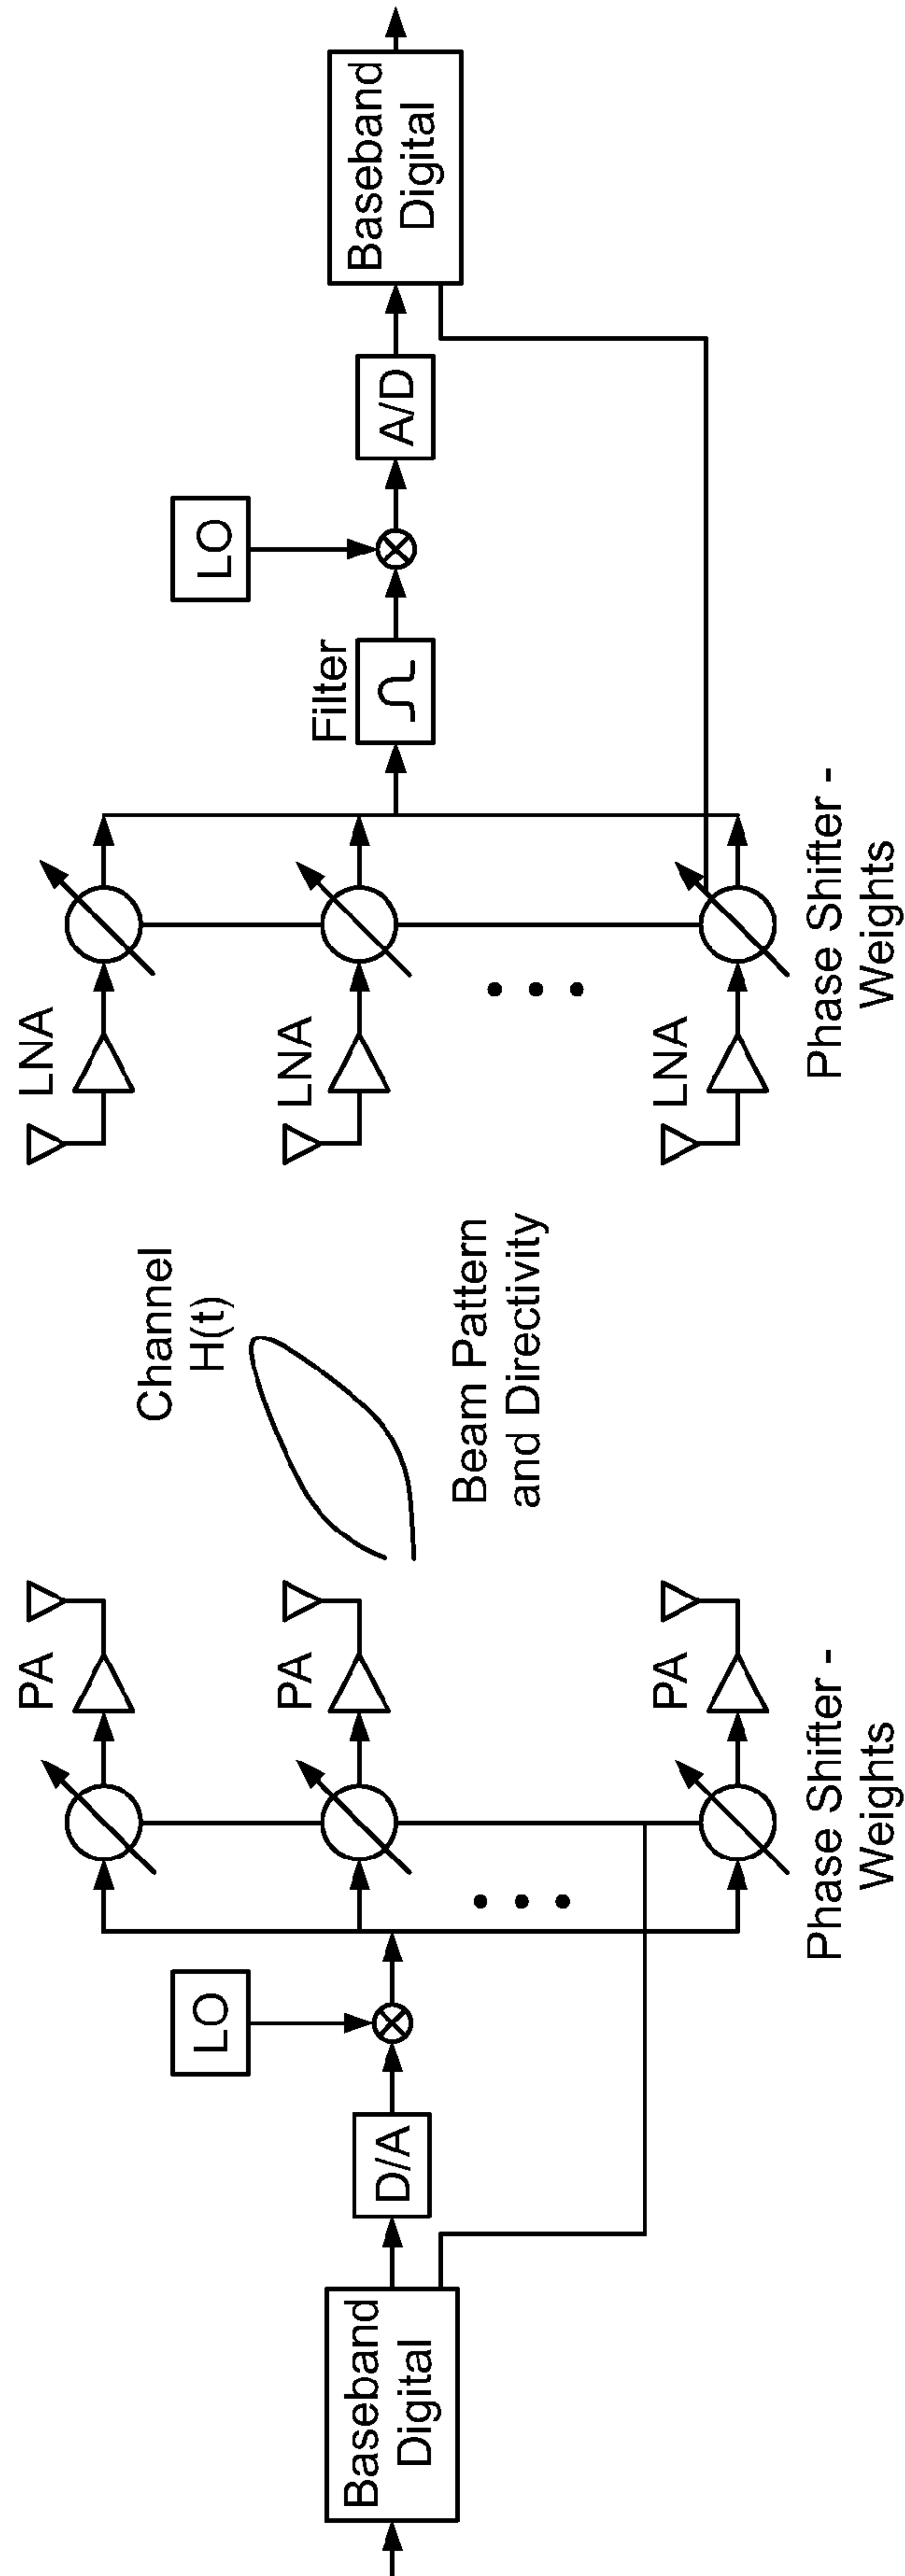 Baseband
Digital
D/A
LO
PA
PA
PA
Phase Shifter -
Weights
Channel
H(t)
Beam Pattern
and Directivity
LNA
LNA
LNA
Phase Shifter -
Weights
Filter
LO
A/D
Baseband
Digital